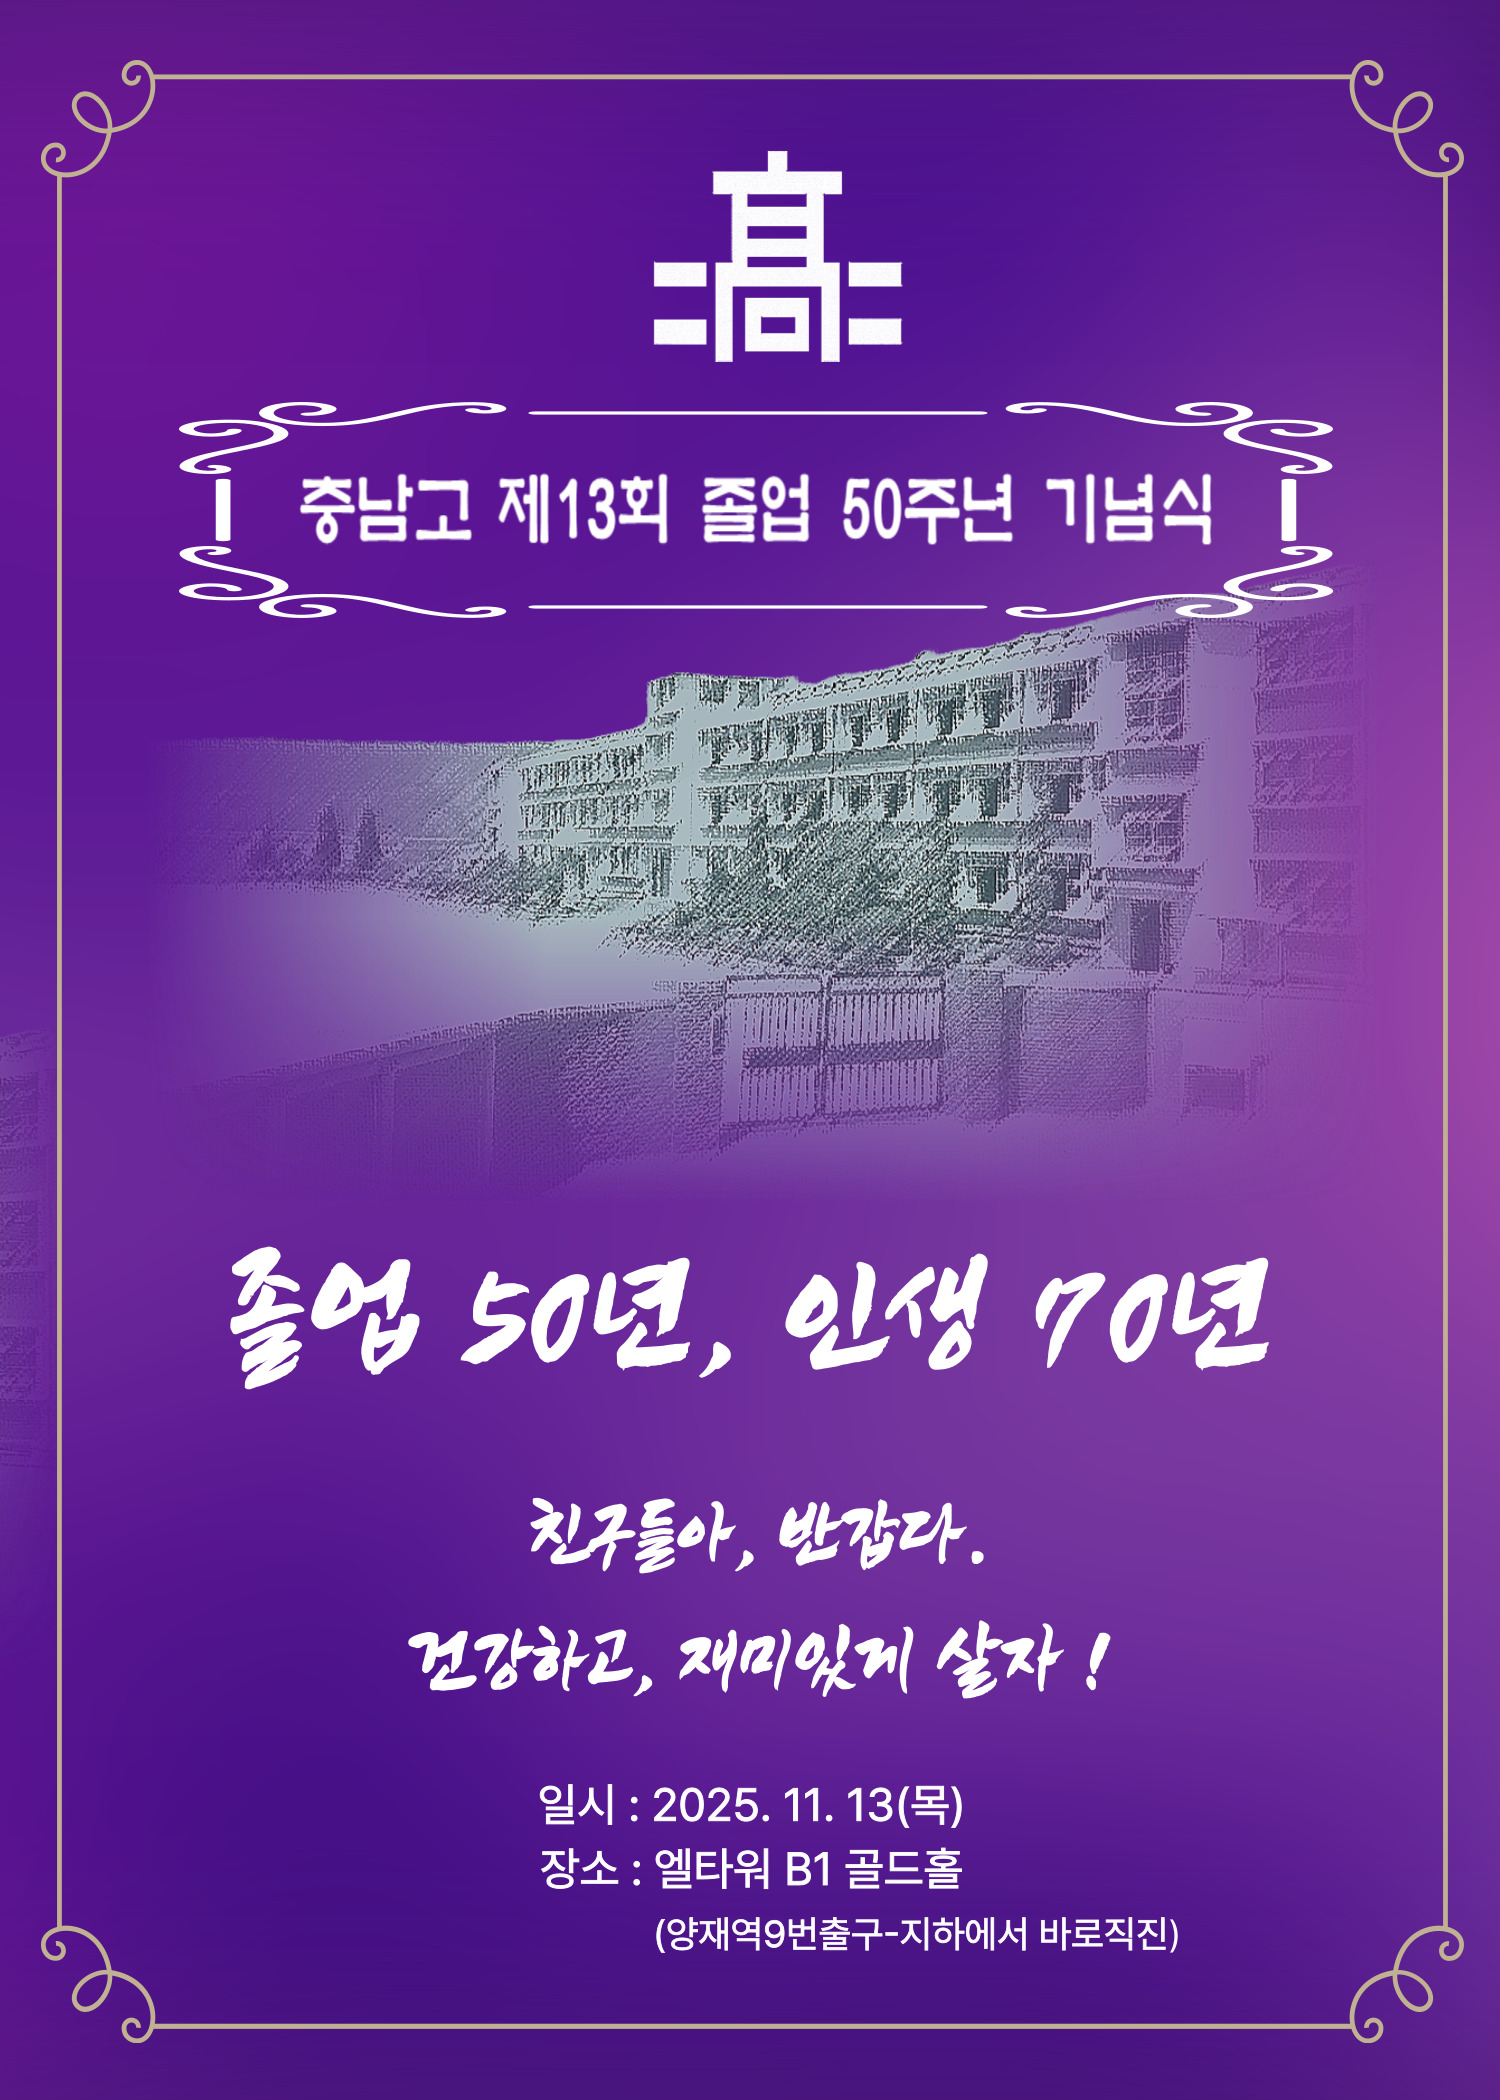 高
충남고 제13회 졸업 50주년 기념식
졸업 50년, 인생 70년
친구들아, 반갑다.
건강하고, 재미있게 살자 !
일시 : 2025. 11. 13(목)
장소 : 엘타워 B1 골드홀
(양재역9번출구-지하에서 바로직진)